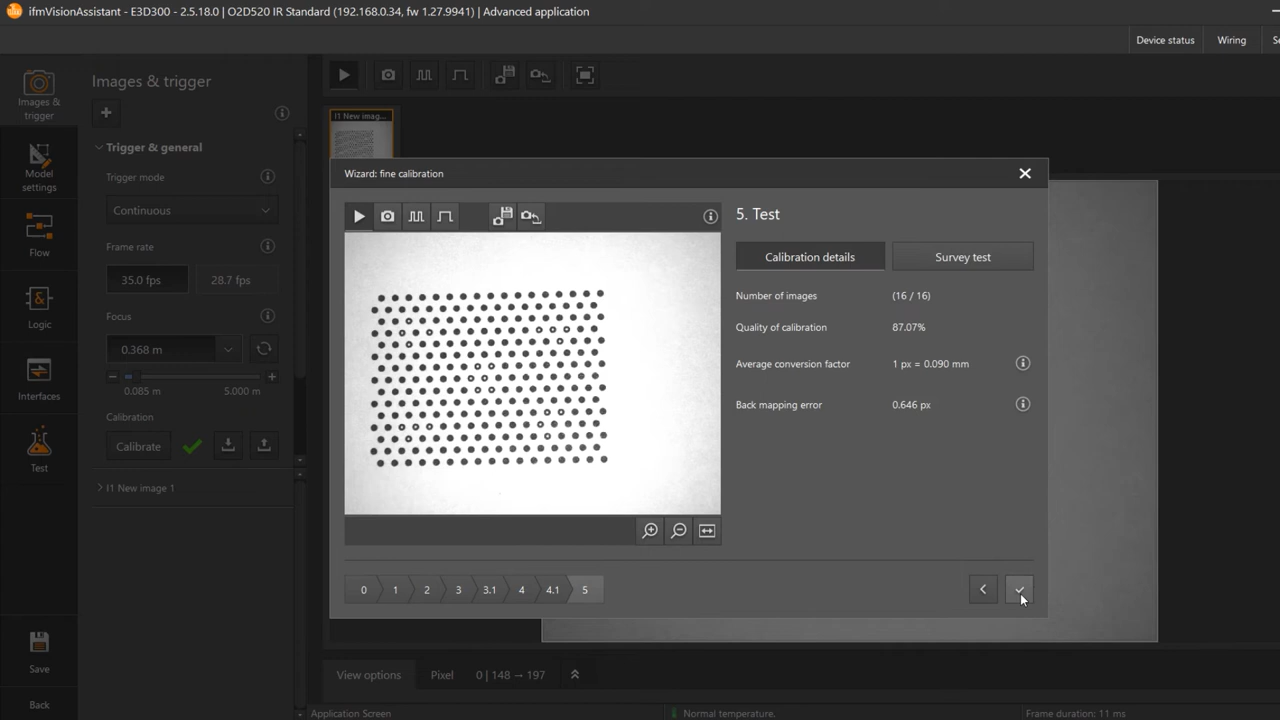 ifmVisionAssistant - E3D300 - 2.5.18.0 | O2D520 IR Standard (192.168.0.34, fw 1.27.9941) | Advanced application
Device status
Wiring
Images & trigger
Images & trigger
Trigger & general
Trigger mode
Continuous
Frame rate
35.0 fps
28.7 fps
Focus
0.368 m
0.085 m
5.000 m
Calibration
Calibrate
I1 New image 1
Model settings
Flow
Logic
Interfaces
Test
Save
Back
I1 New imag...
Wizard: fine calibration
5. Test
Calibration details
Survey test
Number of images (16 / 16)
Quality of calibration 87.07%
Average conversion factor 1 px = 0.090 mm
Back mapping error 0.646 px
0 1 2 3 3.1 4 4.1 5
View options
Pixel
0 | 148 → 197
Application Screen
Normal temperature.
Frame duration: 11 ms